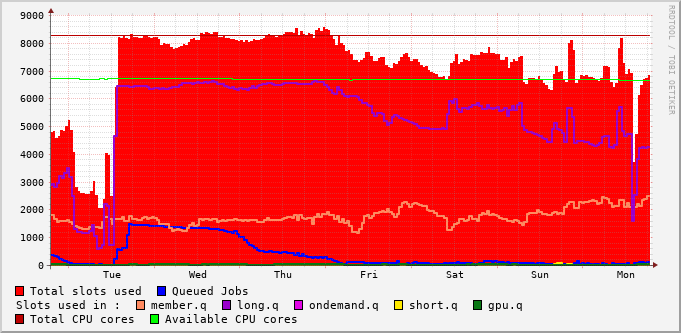 9000
8000
7000
6000
5000
4000
3000
2000
1000
0
Tue Wed Thu Fri Sat Sun Mon
RRDTOOL / TOBI OETIKER
Total slots used Queued Jobs
Slots used in : member.q long.q ondemand.q short.q gpu.q
Total CPU cores Available CPU cores